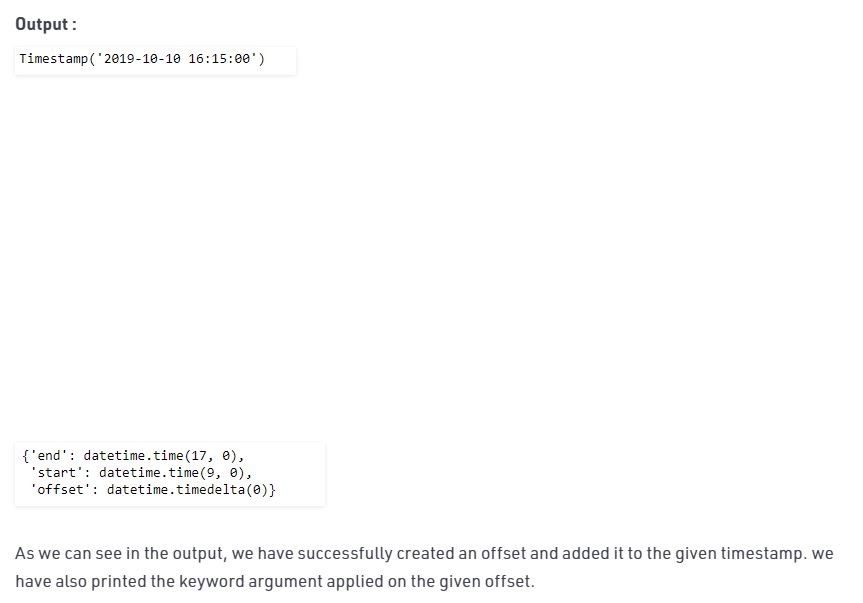 Output :
Timestamp('2019-10-10 16:15:00')
{'end': datetime.time(17, 0),
'start': datetime.time(9, 0),
'offset': datetime.timedelta(0)}
As we can see in the output, we have successfully created an offset and added it to the given timestamp. we
have also printed the keyword argument applied on the given offset.